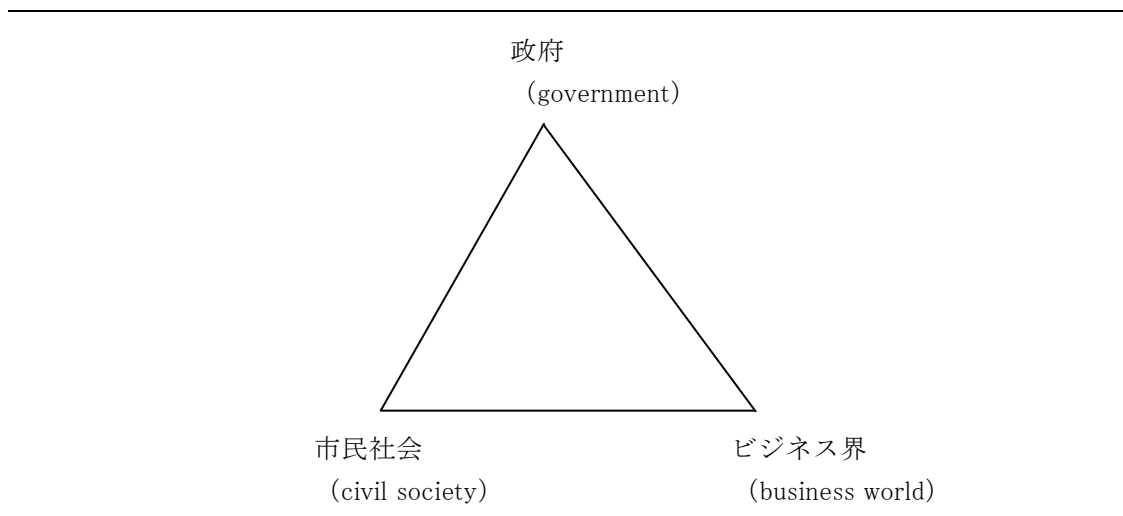 政府
（government）
市民社会
（civil society）
ビジネス界
（business world）